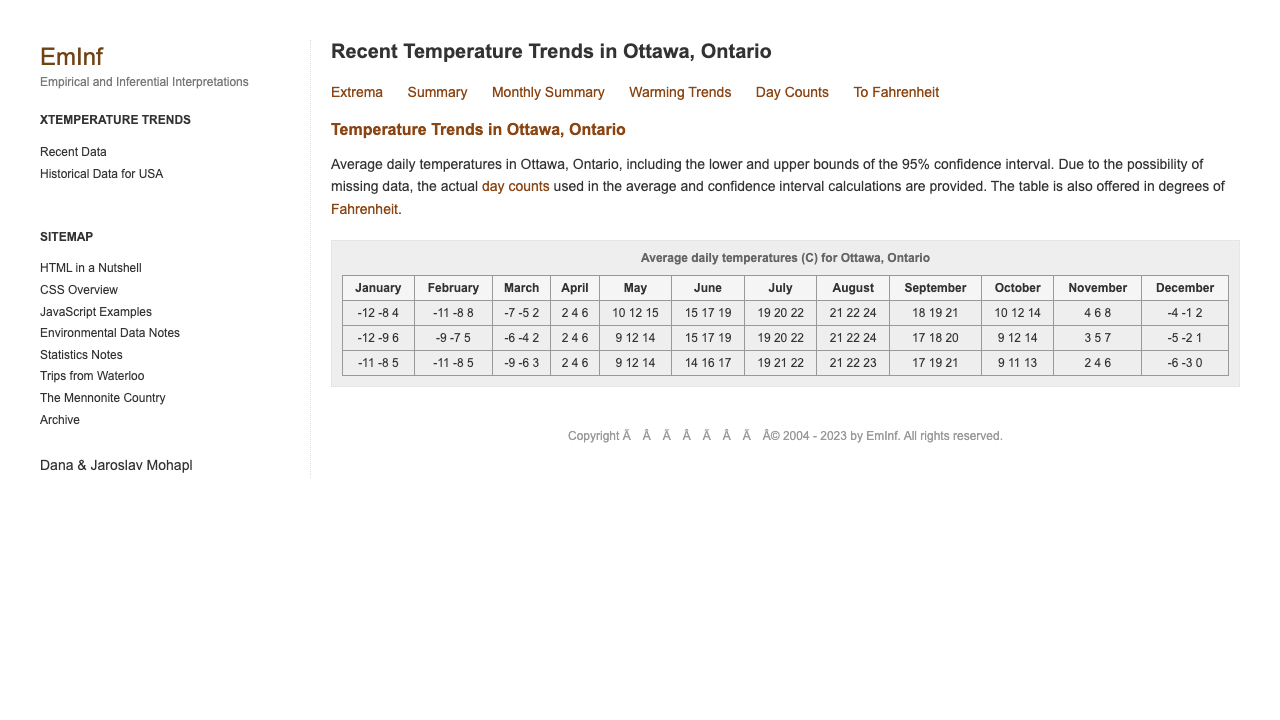 EmInf
Empirical and Inferential Interpretations
XTEMPERATURE TRENDS
Recent Data
Historical Data for USA
SITEMAP
HTML in a Nutshell
CSS Overview
JavaScript Examples
Environmental Data Notes
Statistics Notes
Trips from Waterloo
The Mennonite Country
Archive
Dana & Jaroslav Mohapl
Recent Temperature Trends in Ottawa, Ontario
Extrema Summary Monthly Summary Warming Trends Day Counts To Fahrenheit
Temperature Trends in Ottawa, Ontario
Average daily temperatures in Ottawa, Ontario, including the lower and upper bounds of the 95% confidence interval. Due to the possibility of
missing data, the actual day counts used in the average and confidence interval calculations are provided. The table is also offered in degrees of
Fahrenheit.
Average daily temperatures (C) for Ottawa, Ontario
January February March April May June July August September October November December
-12 -8 4 -11 -8 8 -7 -5 2 2 4 6 10 12 15 15 17 19 19 20 22 21 22 24 18 19 21 10 12 14 4 6 8 -4 -1 2
-12 -9 6 -9 -7 5 -6 -4 2 2 4 6 9 12 14 15 17 19 19 20 22 21 22 24 17 18 20 9 12 14 3 5 7 -5 -2 1
-11 -8 5 -11 -8 5 -9 -6 3 2 4 6 9 12 14 14 16 17 19 21 22 21 22 23 17 19 21 9 11 13 2 4 6 -6 -3 0
Copyright Ã Â Ã Â Ã Â Ã Â© 2004 - 2023 by EmInf. All rights reserved.